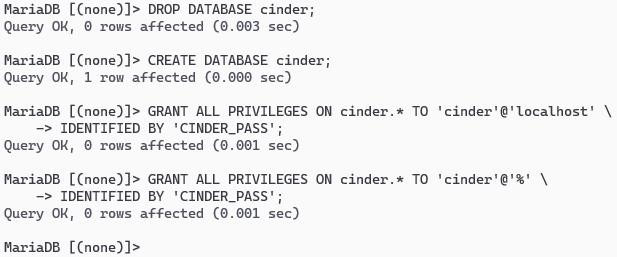 MariaDB [(none)]> DROP DATABASE cinder;
Query OK, 0 rows affected (0.003 sec)
MariaDB [(none)]> CREATE DATABASE cinder;
Query OK, 1 row affected (0.000 sec)
MariaDB [(none)]> GRANT ALL PRIVILEGES ON cinder.* TO 'cinder'@'localhost' \
    -> IDENTIFIED BY 'CINDER_PASS';
Query OK, 0 rows affected (0.001 sec)
MariaDB [(none)]> GRANT ALL PRIVILEGES ON cinder.* TO 'cinder'@'%' \
    -> IDENTIFIED BY 'CINDER_PASS';
Query OK, 0 rows affected (0.001 sec)
MariaDB [(none)]>